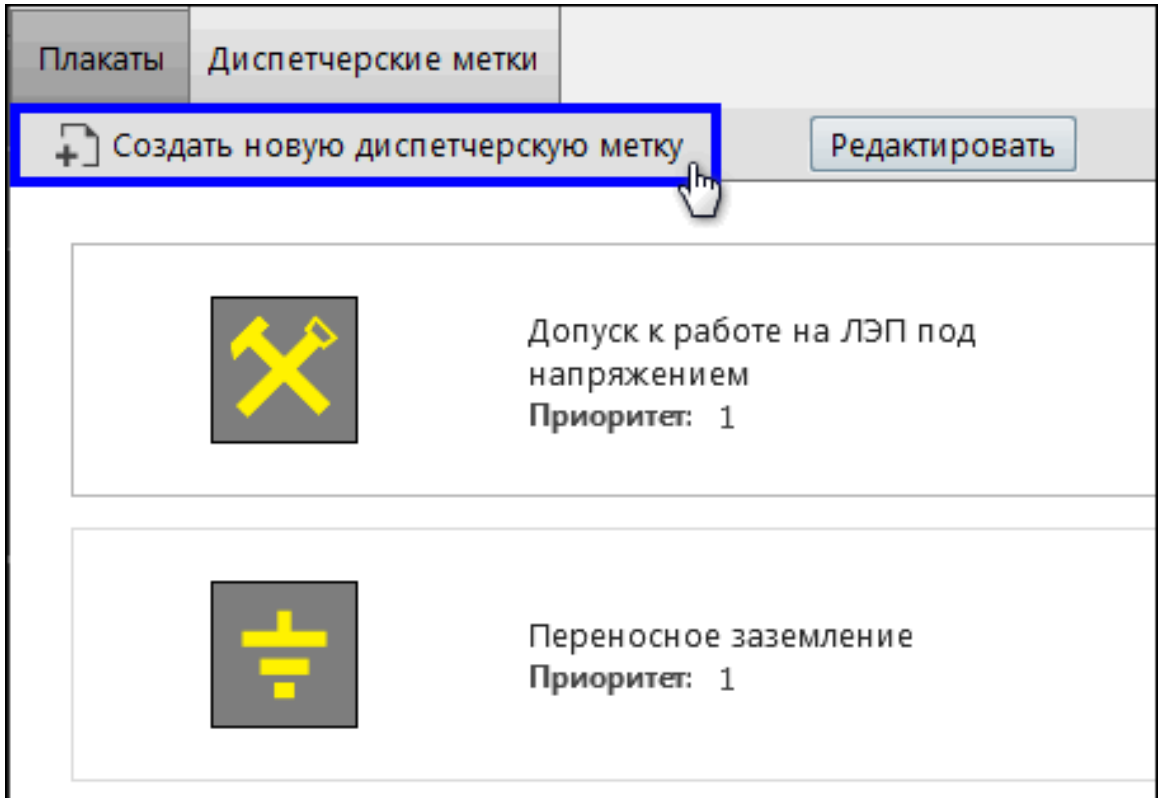 Плакаты Диспетчерские метки
Создать новую диспетчерскую метку Редактировать
Допуск к работе на ЛЭП под
напряжением
Приоритет: 1
Переносное заземление
Приоритет: 1